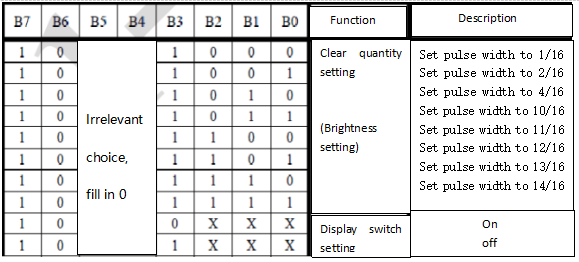 B7 B6 B5 B4 B3 B2 B1 B0 Function Description
1 0 1 0 0 0 Clear quantity Set pulse width to 1/16
1 0 1 0 0 1 setting Set pulse width to 2/16
1 0 1 0 1 0 Set pulse width to 4/16
1 0 Irrelevant 1 0 1 1 (Brightness Set pulse width to 10/16
1 0 1 1 0 0 setting) Set pulse width to 11/16
1 0 choice, 1 1 0 1 Set pulse width to 12/16
1 0 1 1 1 0 Set pulse width to 13/16
1 0 fill in 0 1 1 1 1 Set pulse width to 14/16
1 0 0 X X X Display switch On
1 0 1 X X X setting off